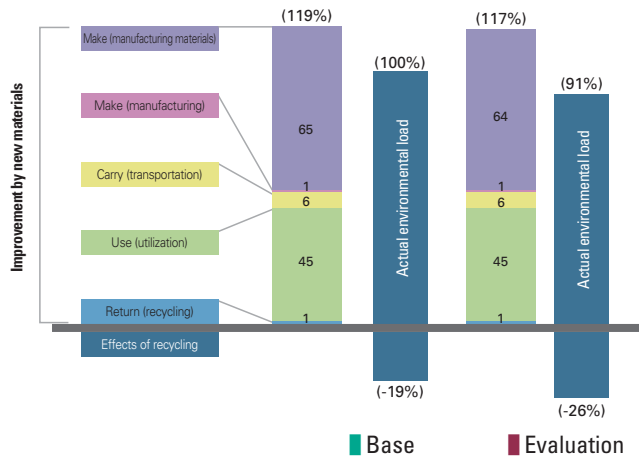 Improvement by new materials
Make (manufacturing materials)
Make (manufacturing)
Carry (transportation)
Use (utilization)
Return (recycling)
Effects of recycling
(119%)
65
1
6
45
1
(100%)
Actual environmental load
(-19%)
(117%)
64
1
6
45
1
(91%)
Actual environmental load
(-26%)
Base
Evaluation